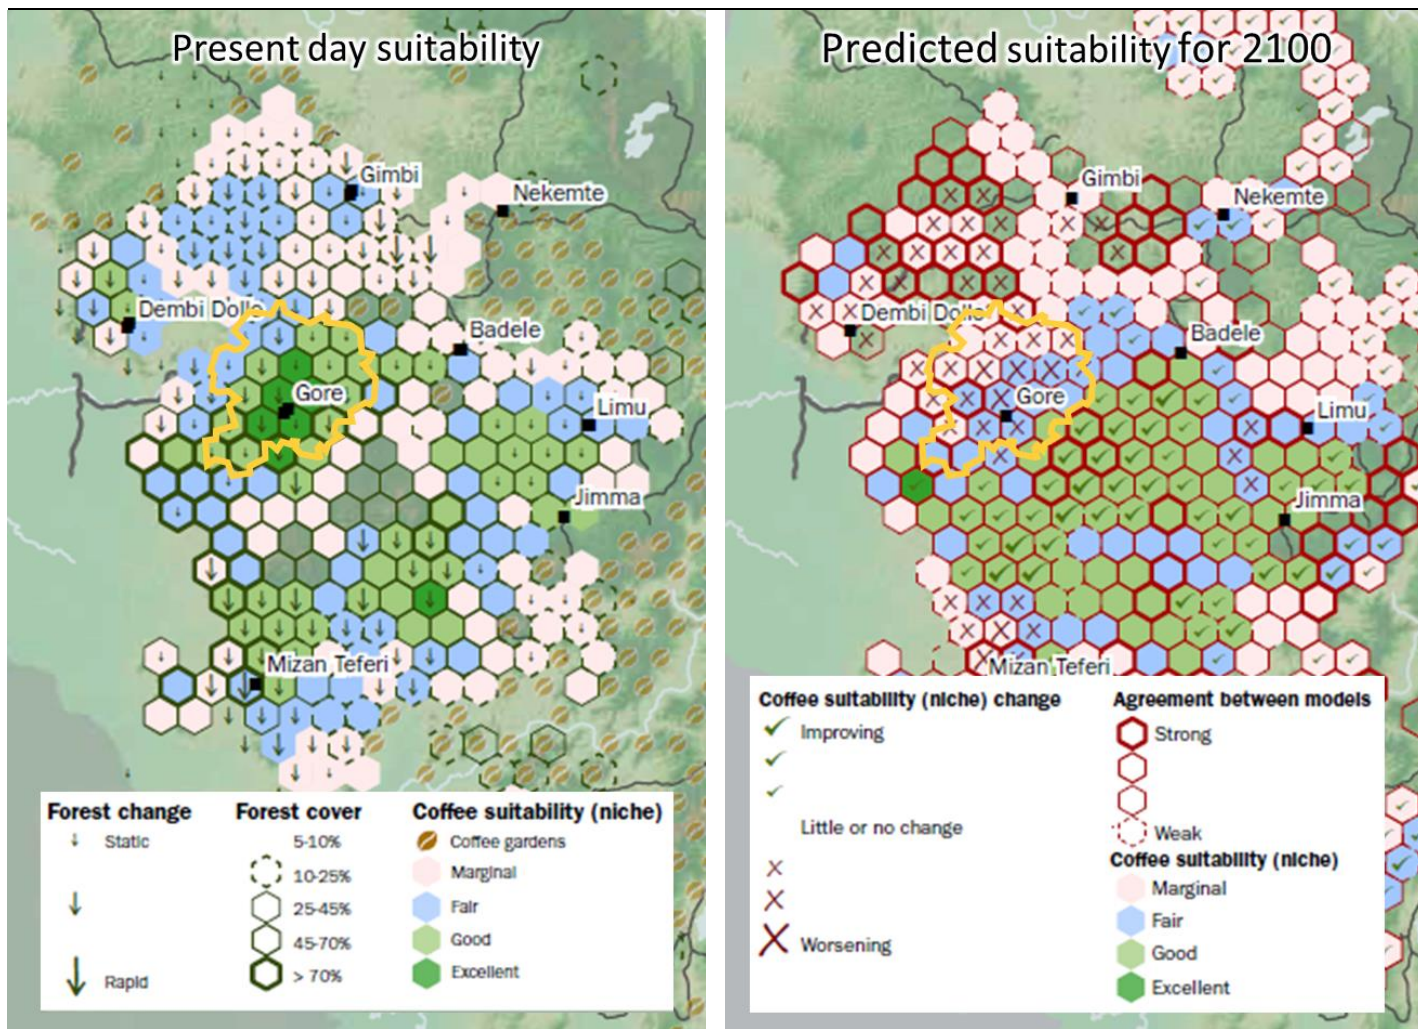 Present day suitability
Gimbi
Nekemte
Dembi Dollo
Badele
Gore
Limu
Jimma
Mizan Teferi
Forest change
Static
Rapid
Forest cover
5-10%
10-25%
25-45%
45-70%
> 70%
Coffee suitability (niche)
Coffee gardens
Marginal
Fair
Good
Excellent
Predicted suitability for 2100
Gimbi
Nekemte
Dembi Dollo
Badele
Gore
Limu
Jimma
Mizan Teferi
Coffee suitability (niche) change
Improving
Little or no change
Worsening
Agreement between models
Strong
Weak
Coffee suitability (niche)
Marginal
Fair
Good
Excellent